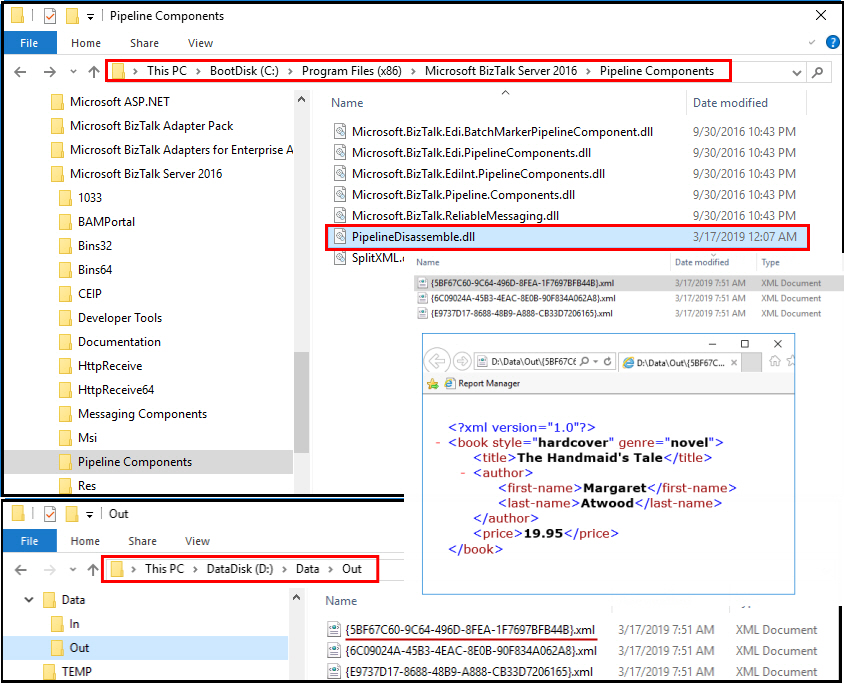 Pipeline Components
File Home Share View
This PC > BootDisk (C:) > Program Files (x86) > Microsoft BizTalk Server 2016 > Pipeline Components
Microsoft ASP.NET
Microsoft BizTalk Adapter Pack
Microsoft BizTalk Adapters for Enterprise A
Microsoft BizTalk Server 2016
1033
BAMPortal
Bins32
Bins64
CEIP
Developer Tools
Documentation
HttpReceive
HttpReceive64
Messaging Components
Msi
Pipeline Components
Res
Name Date modified
Microsoft.BizTalk.Edi.BatchMarkerPipelineComponent.dll 9/30/2016 10:43 PM
Microsoft.BizTalk.Edi.PipelineComponents.dll 9/30/2016 10:43 PM
Microsoft.BizTalk.EdiInt.PipelineComponents.dll 9/30/2016 10:43 PM
Microsoft.BizTalk.Pipeline.Components.dll 9/30/2016 10:43 PM
Microsoft.BizTalk.ReliableMessaging.dll 9/30/2016 10:43 PM
PipelineDisassemble.dll 3/17/2019 12:07 AM
SplitXML.
Name Date modified Type
{5BF67C60-9C64-496D-8FEA-1F7697BFB44B}.xml 3/17/2019 7:51 AM XML Document
{6C09024A-45B3-4EAC-8E0B-90F834A062A8}.xml 3/17/2019 7:51 AM XML Document
{E9737D17-8688-48B9-A888-CB33D7206165}.xml 3/17/2019 7:51 AM XML Document
D:\Data\Out\{5BF67C6 D:\Data\Out\{5BF67C...
Report Manager
<?xml version="1.0"?>
- <book style="hardcover" genre="novel">
<title>The Handmaid's Tale</title>
- <author>
<first-name>Margaret</first-name>
<last-name>Atwood</last-name>
</author>
<price>19.95</price>
</book>
Out
File Home Share View
This PC > DataDisk (D:) > Data > Out
Data
In
Out
TEMP
Name
{5BF67C60-9C64-496D-8FEA-1F7697BFB44B}.xml 3/17/2019 7:51 AM XML Document
{6C09024A-45B3-4EAC-8E0B-90F834A062A8}.xml 3/17/2019 7:51 AM XML Document
{E9737D17-8688-48B9-A888-CB33D7206165}.xml 3/17/2019 7:51 AM XML Document